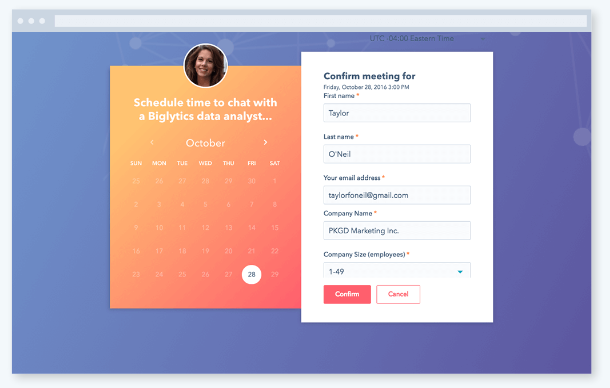 UTC -04:00 Eastern Time
Schedule time to chat with
a Biglytics data analyst...
October
SUN MON TUE WED THU FRI SAT
25 26 27 28 29 30 1
2 3 4 5 6 7 8
9 10 11 12 13 14 15
16 17 18 19 20 21 22
23 24 25 26 27 28 29
Confirm meeting for
Friday, October 28, 2016 3:00 PM
First name *
Taylor
Last name *
O'Neil
Your email address *
taylorfoneil@gmail.com
Company Name *
PKGD Marketing Inc.
Company Size (employees) *
1-49
Confirm Cancel